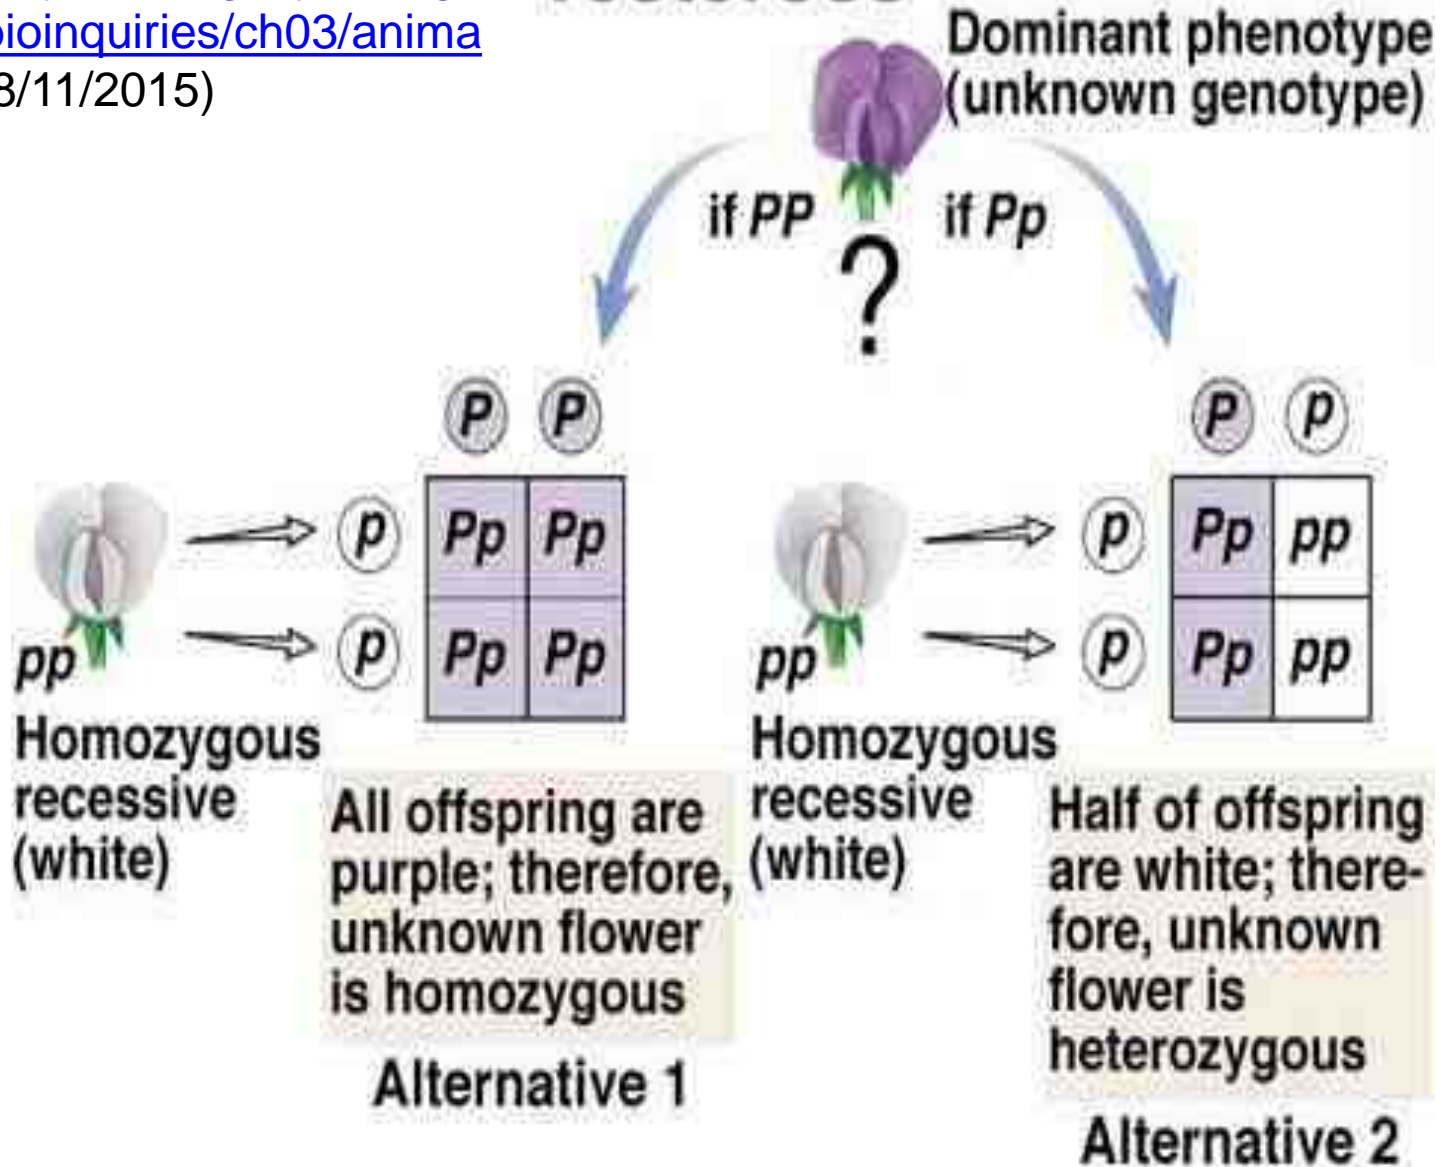 bioinquiries/ch03/anima
8/11/2015)
Dominant phenotype
(unknown genotype)
if PP
if Pp
?
P P
P p
p
Pp Pp
p
Pp pp
p
Pp Pp
p
Pp pp
pp
Homozygous
recessive
(white)
All offspring are
purple; therefore,
unknown flower
is homozygous
Alternative 1
pp
Homozygous
recessive
(white)
Half of offspring
are white; there-
fore, unknown
flower is
heterozygous
Alternative 2